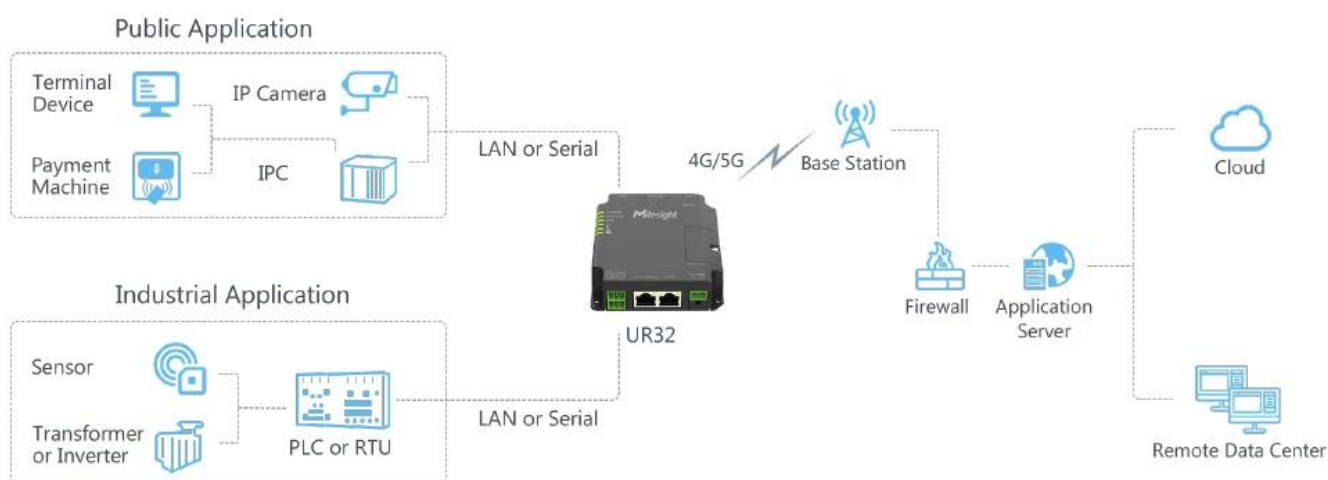 Public Application
Terminal
Device
IP Camera
Payment
Machine
IPC
LAN or Serial
4G/5G
Base Station
Cloud
Milesight
UR32
Firewall
Application
Server
Industrial Application
Sensor
Transformer
or Inverter
PLC or RTU
LAN or Serial
Remote Data Center